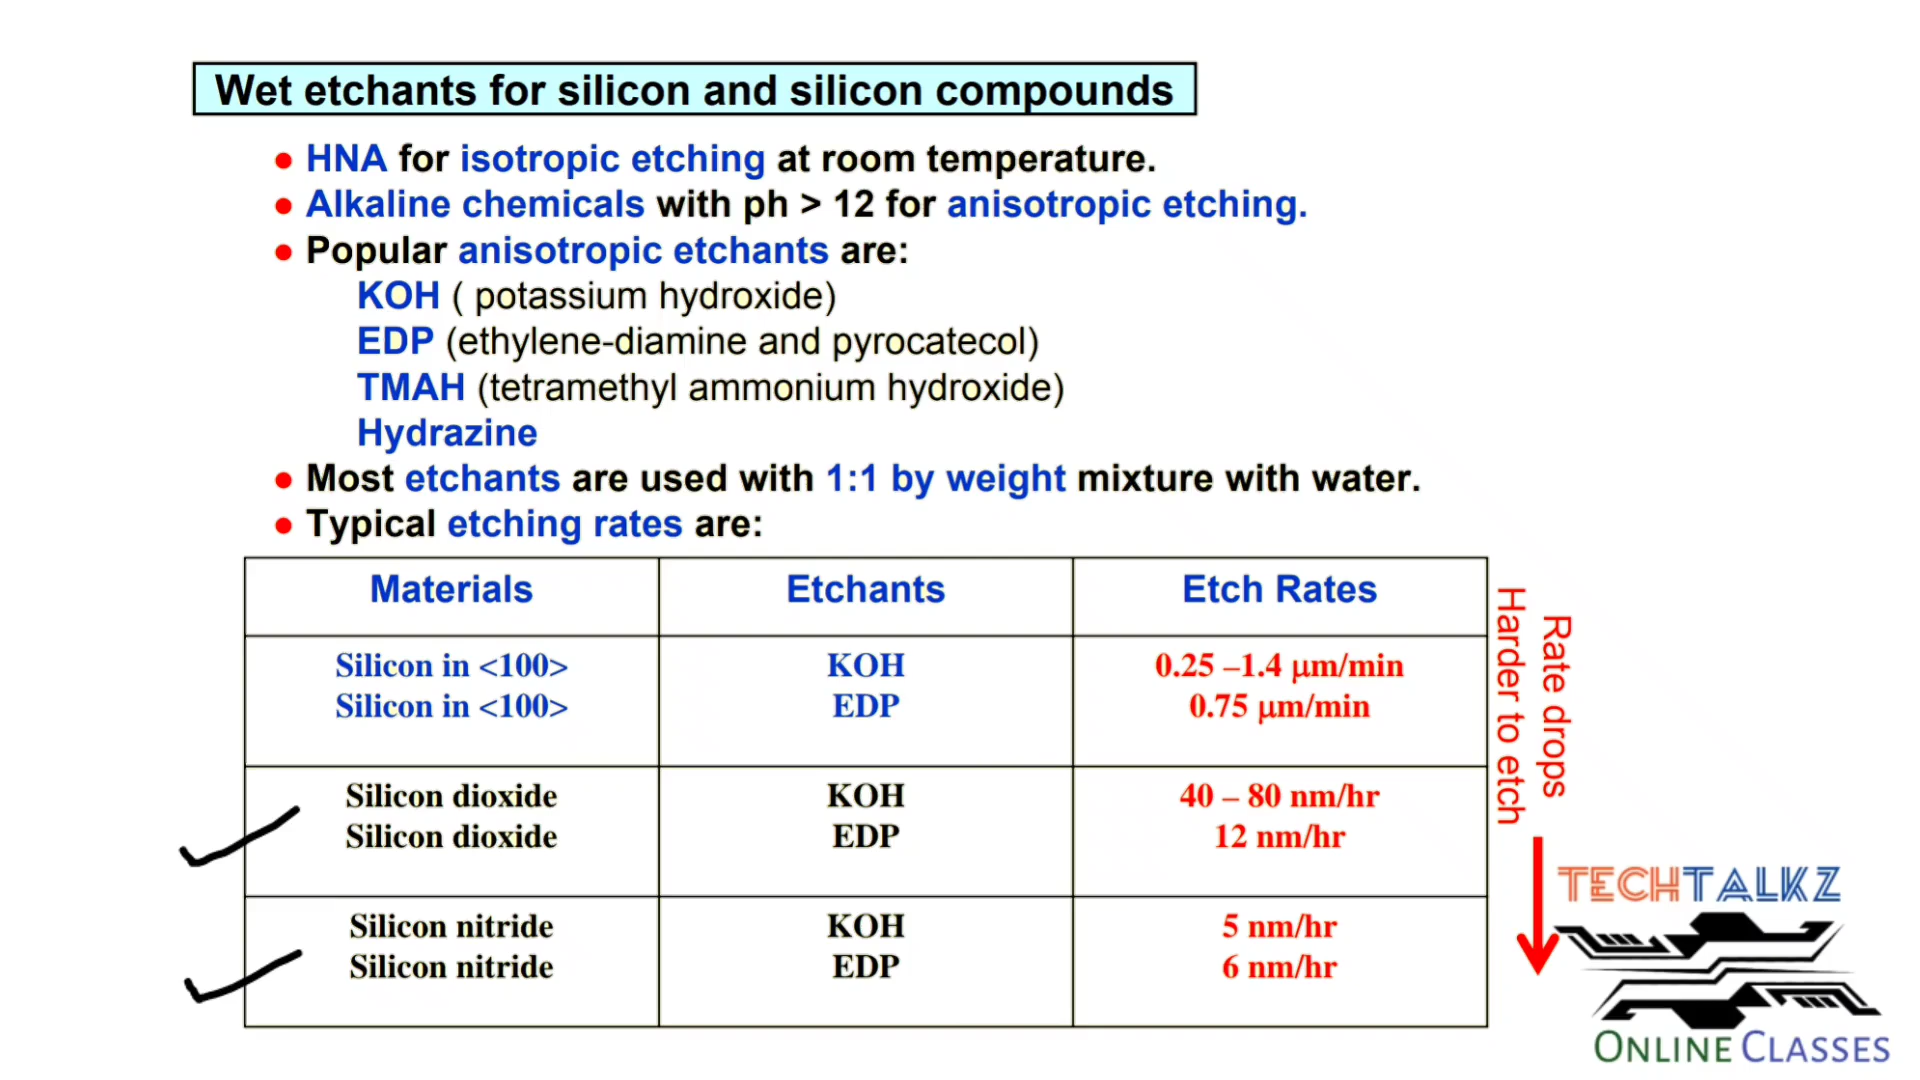 Wet etchants for silicon and silicon compounds
● HNA for isotropic etching at room temperature.
● Alkaline chemicals with ph > 12 for anisotropic etching.
● Popular anisotropic etchants are:
KOH ( potassium hydroxide)
EDP (ethylene-diamine and pyrocatecol)
TMAH (tetramethyl ammonium hydroxide)
Hydrazine
● Most etchants are used with 1:1 by weight mixture with water.
● Typical etching rates are:
Materials Etchants Etch Rates
Silicon in <100> KOH 0.25 –1.4 μm/min
Silicon in <100> EDP 0.75 μm/min
Silicon dioxide KOH 40 – 80 nm/hr
Silicon dioxide EDP 12 nm/hr
Silicon nitride KOH 5 nm/hr
Silicon nitride EDP 6 nm/hr
Rate drops
Harder to etch
TECHTALKZ
ONLINE CLASSES